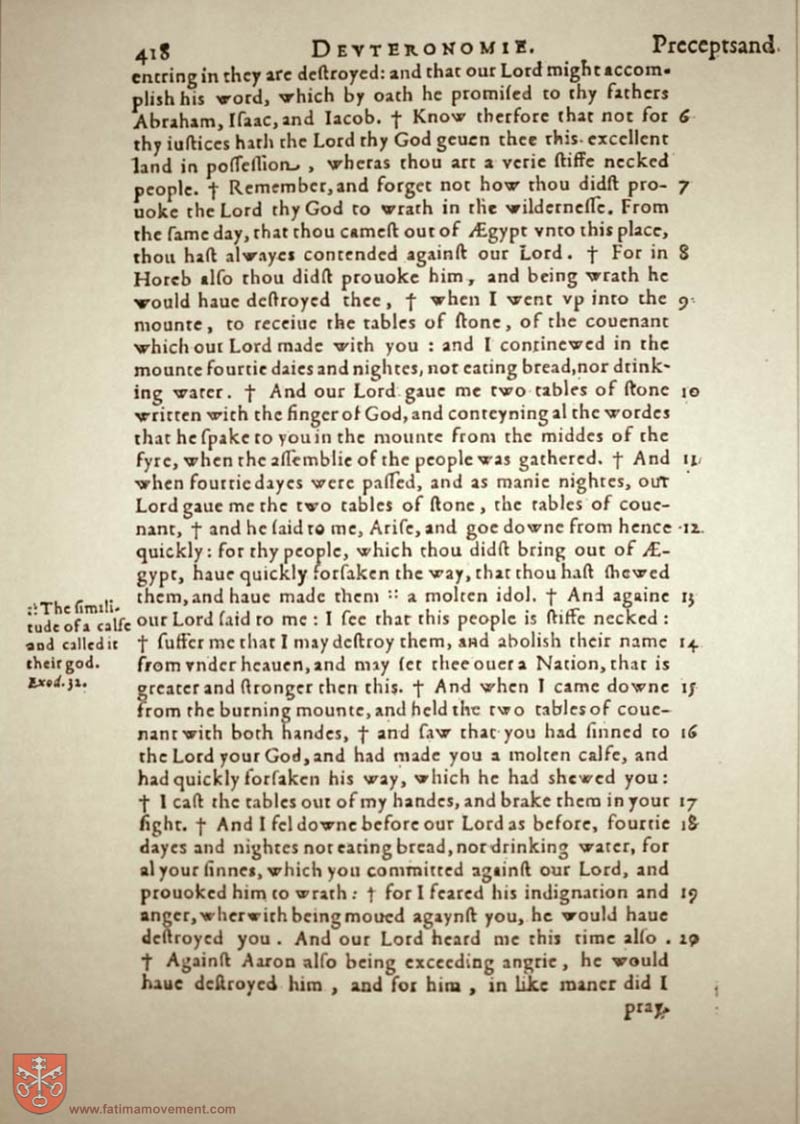 418 DEVTERONOMIE. Preceptsand
entring in they are deſtroyed: and that our Lord might accom-
pliſh his word, which by oath he promiſed to thy fathers
Abraham, Iſaac, and Iacob. † Know therfore that not for 6
thy iuſtices hath the Lord thy God geuen thee this excellent
land in poſſeſſion, wheras thou art a verie ſtiffe necked
people. † Remember, and forget not how thou didſt pro- 7
uoke the Lord thy God to wrath in the wilderneſſe. From
the ſame day, that thou cameſt out of Ægypt vnto this place,
thou haſt alwayes contended againſt our Lord. † For in 8
Horeb alſo thou didſt prouoke him, and being wrath he
would haue deſtroyed thee, † when I went vp into the 9
mounte, to receiue the tables of ſtone, of the couenant
which our Lord made with you : and I continewed in the
mounte fourtie daies and nightes, not eating bread, nor drink-
ing water. † And our Lord gaue me two tables of ſtone 10
written with the finger of God, and conteyning al the wordes
that he ſpake to you in the mounte from the middes of the
fyre, when the aſſemblie of the people was gathered. † And 11
when fourtie dayes were paſſed, and as manie nightes, our
Lord gaue me the two tables of ſtone, the tables of coue-
nant, † and he ſaid to me, Ariſe, and goe downe from hence 12.
quickly: for thy people, which thou didſt bring out of Æ-
gypt, haue quickly forſaken the way, that thou haſt ſhewed
them, and haue made them :: a molten idol. † And againe 13
:: The ſimili-
tude of a calfe
and called it
their god.
Exod. 32.
our Lord ſaid to me : I ſee that this people is ſtiffe necked :
† ſuffer me that I may deſtroy them, and aboliſh their name 14
from vnder heauen, and may ſet thee ouer a Nation, that is
greater and ſtronger then this. † And when I came downe 15
from the burning mounte, and held the two tables of coue-
nant with both handes, † and ſaw that you had ſinned to 16
the Lord your God, and had made you a molten calfe, and
had quickly forſaken his way, which he had shewed you :
† I caſt the tables out of my handes, and brake them in your 17
ſight. † And I fel downe before our Lord as before, fourtie 18
dayes and nightes not eating bread, nor drinking water, for
al your ſinnes, which you committed againſt our Lord, and
prouoked him to wrath : † for I feared his indignation and 19
anger, wherwith being moued agaynſt you, he would haue
deſtroyed you. And our Lord heard me this time alſo. 20
† Againſt Aaron alſo being exceeding angrie, he would
haue deſtroyed him, and for him, in like maner did I
pray.
www.fatimamovement.com